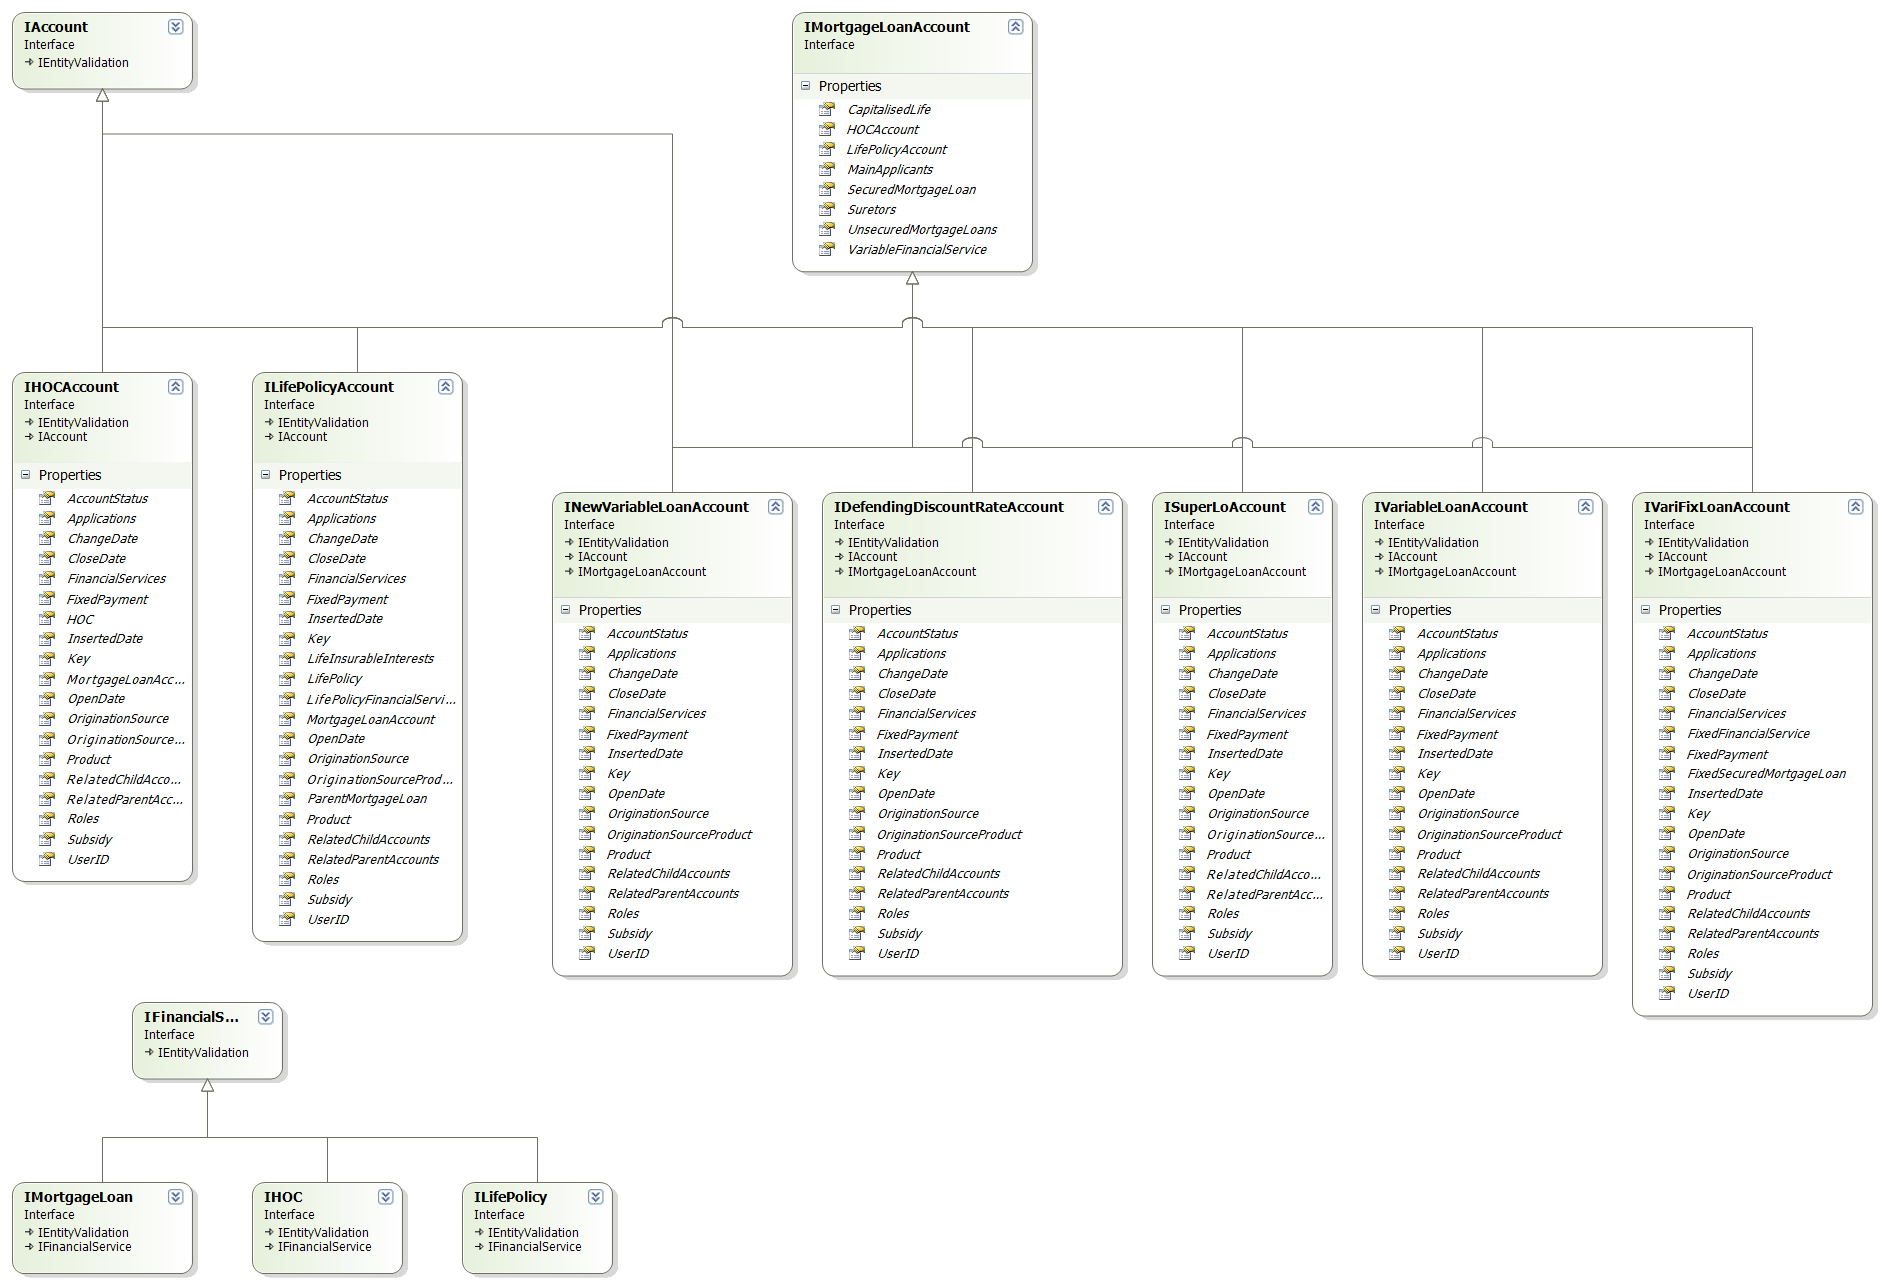 IAccount
Interface
IEntityValidation
IMortgageLoanAccount
Interface
Properties
CapitalisedLife
HOCAccount
LifePolicyAccount
MainApplicants
SecuredMortgageLoan
Suretors
UnsecuredMortgageLoans
VariableFinancialService
IHOCAccount
Interface
IEntityValidation
IAccount
Properties
AccountStatus
Applications
ChangeDate
CloseDate
FinancialServices
FixedPayment
HOC
InsertedDate
Key
MortgageLoanAcc...
OpenDate
OriginationSource
OriginationSource...
Product
RelatedChildAcco...
RelatedParentAcc...
Roles
Subsidy
UserID
ILifePolicyAccount
Interface
IEntityValidation
IAccount
Properties
AccountStatus
Applications
ChangeDate
CloseDate
FinancialServices
FixedPayment
InsertedDate
Key
LifeInsurableInterests
LifePolicy
LifePolicyFinancialServi...
MortgageLoanAccount
OpenDate
OriginationSource
OriginationSourceProd...
ParentMortgageLoan
Product
RelatedChildAccounts
RelatedParentAccounts
Roles
Subsidy
UserID
INewVariableLoanAccount
Interface
IEntityValidation
IAccount
IMortgageLoanAccount
Properties
AccountStatus
Applications
ChangeDate
CloseDate
FinancialServices
FixedPayment
InsertedDate
Key
OpenDate
OriginationSource
OriginationSourceProduct
Product
RelatedChildAccounts
RelatedParentAccounts
Roles
Subsidy
UserID
IDefendingDiscountRateAccount
Interface
IEntityValidation
IAccount
IMortgageLoanAccount
Properties
AccountStatus
Applications
ChangeDate
CloseDate
FinancialServices
FixedPayment
InsertedDate
Key
OpenDate
OriginationSource
OriginationSourceProduct
Product
RelatedChildAccounts
RelatedParentAccounts
Roles
Subsidy
UserID
ISuperLoAccount
Interface
IEntityValidation
IAccount
IMortgageLoanAccount
Properties
AccountStatus
Applications
ChangeDate
CloseDate
FinancialServices
FixedPayment
InsertedDate
Key
OpenDate
OriginationSource
OriginationSource...
Product
RelatedChildAcco...
RelatedParentAcc...
Roles
Subsidy
UserID
IVariableLoanAccount
Interface
IEntityValidation
IAccount
IMortgageLoanAccount
Properties
AccountStatus
Applications
ChangeDate
CloseDate
FinancialServices
FixedPayment
InsertedDate
Key
OpenDate
OriginationSource
OriginationSourceProduct
Product
RelatedChildAccounts
RelatedParentAccounts
Roles
Subsidy
UserID
IVariFixLoanAccount
Interface
IEntityValidation
IAccount
IMortgageLoanAccount
Properties
AccountStatus
Applications
ChangeDate
CloseDate
FinancialServices
FixedFinancialService
FixedPayment
FixedSecuredMortgageLoan
InsertedDate
Key
OpenDate
OriginationSource
OriginationSourceProduct
Product
RelatedChildAccounts
RelatedParentAccounts
Roles
Subsidy
UserID
IFinancialS...
Interface
IEntityValidation
IMortgageLoan
Interface
IEntityValidation
IFinancialService
IHOC
Interface
IEntityValidation
IFinancialService
ILifePolicy
Interface
IEntityValidation
IFinancialService